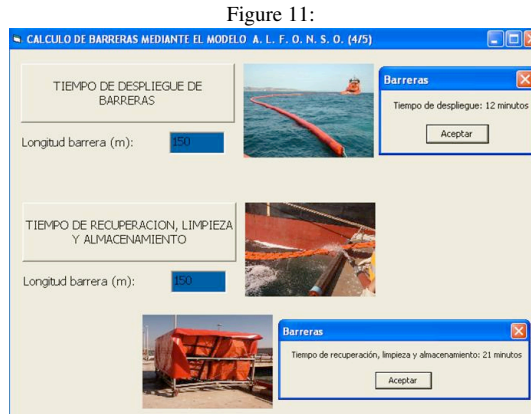 Figure 11:
CALCULO DE BARRERAS MEDIANTE EL MODELO A. L. F. O. N. S. O. (4/5)
TIEMPO DE DESPLIEGUE DE
BARRERAS
Longitud barrera (m): 150
Barreras
Tiempo de despliegue: 12 minutos
Aceptar
TIEMPO DE RECUPERACION, LIMPIEZA
Y ALMACENAMIENTO
Longitud barrera (m): 150
Barreras
Tiempo de recuperación, limpieza y almacenamiento: 21 minutos
Aceptar